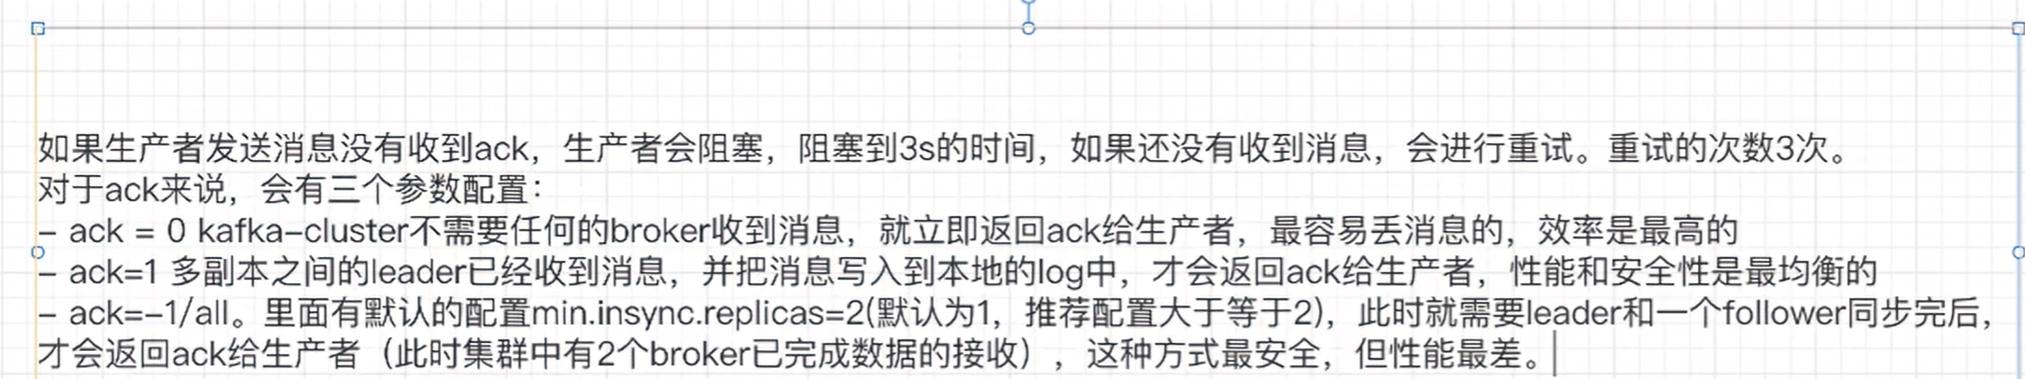 如果生产者发送消息没有收到ack，生产者会阻塞，阻塞到3s的时间，如果还没有收到消息，会进行重试。重试的次数3次。
对于ack来说，会有三个参数配置：
– ack = 0 kafka–cluster不需要任何的broker收到消息，就立即返回ack给生产者，最容易丢消息的，效率是最高的
– ack=1 多副本之间的leader已经收到消息，并把消息写入到本地的log中，才会返回ack给生产者，性能和安全性是最均衡的
– ack=–1/all。里面有默认的配置min.insync.replicas=2(默认为1，推荐配置大于等于2)，此时就需要leader和一个follower同步完后，
才会返回ack给生产者（此时集群中有2个broker已完成数据的接收），这种方式最安全，但性能最差。